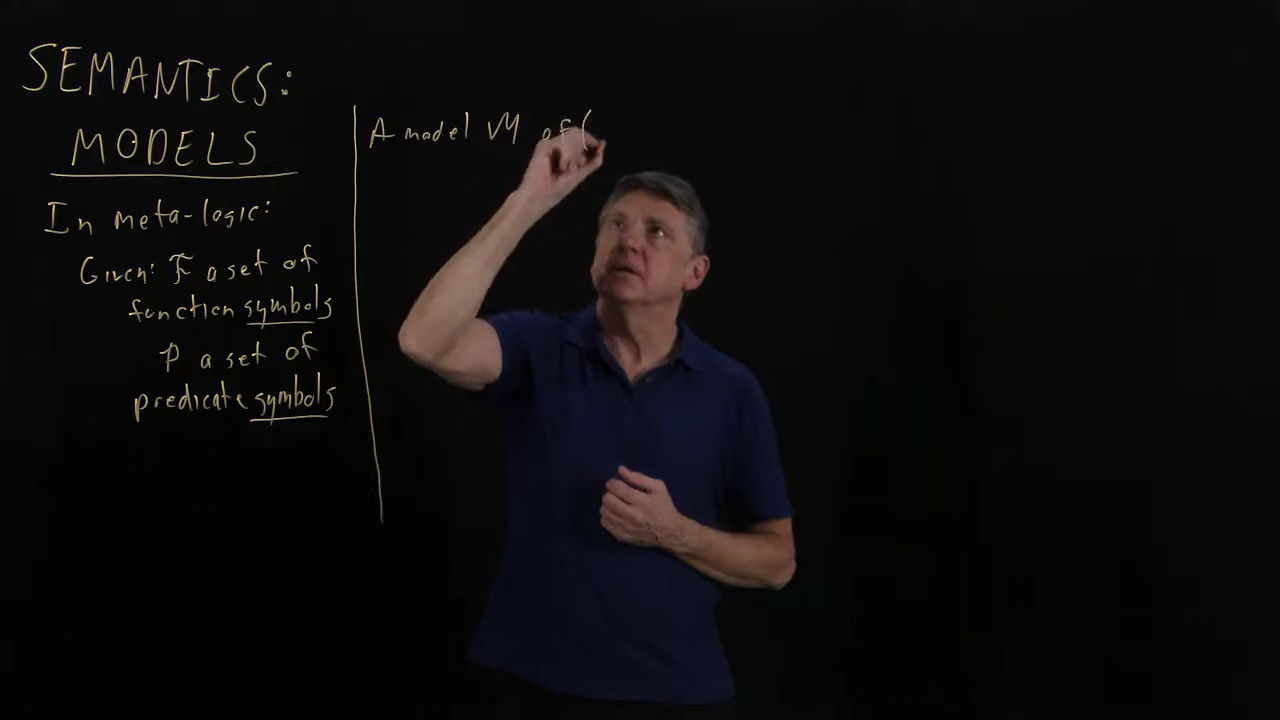 SEMANTICS:
MODELS
In meta-logic:
Given: F a set of
function symbols
P a set of
predicate symbols
A model M of (